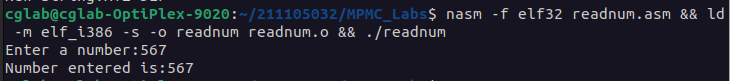 cglab@cglab-OptiPlex-9020:~/211105032/MPMC_Labs$ nasm -f elf32 readnum.asm && ld
-m elf_i386 -s -o readnum readnum.o && ./readnum
Enter a number:567
Number entered is:567